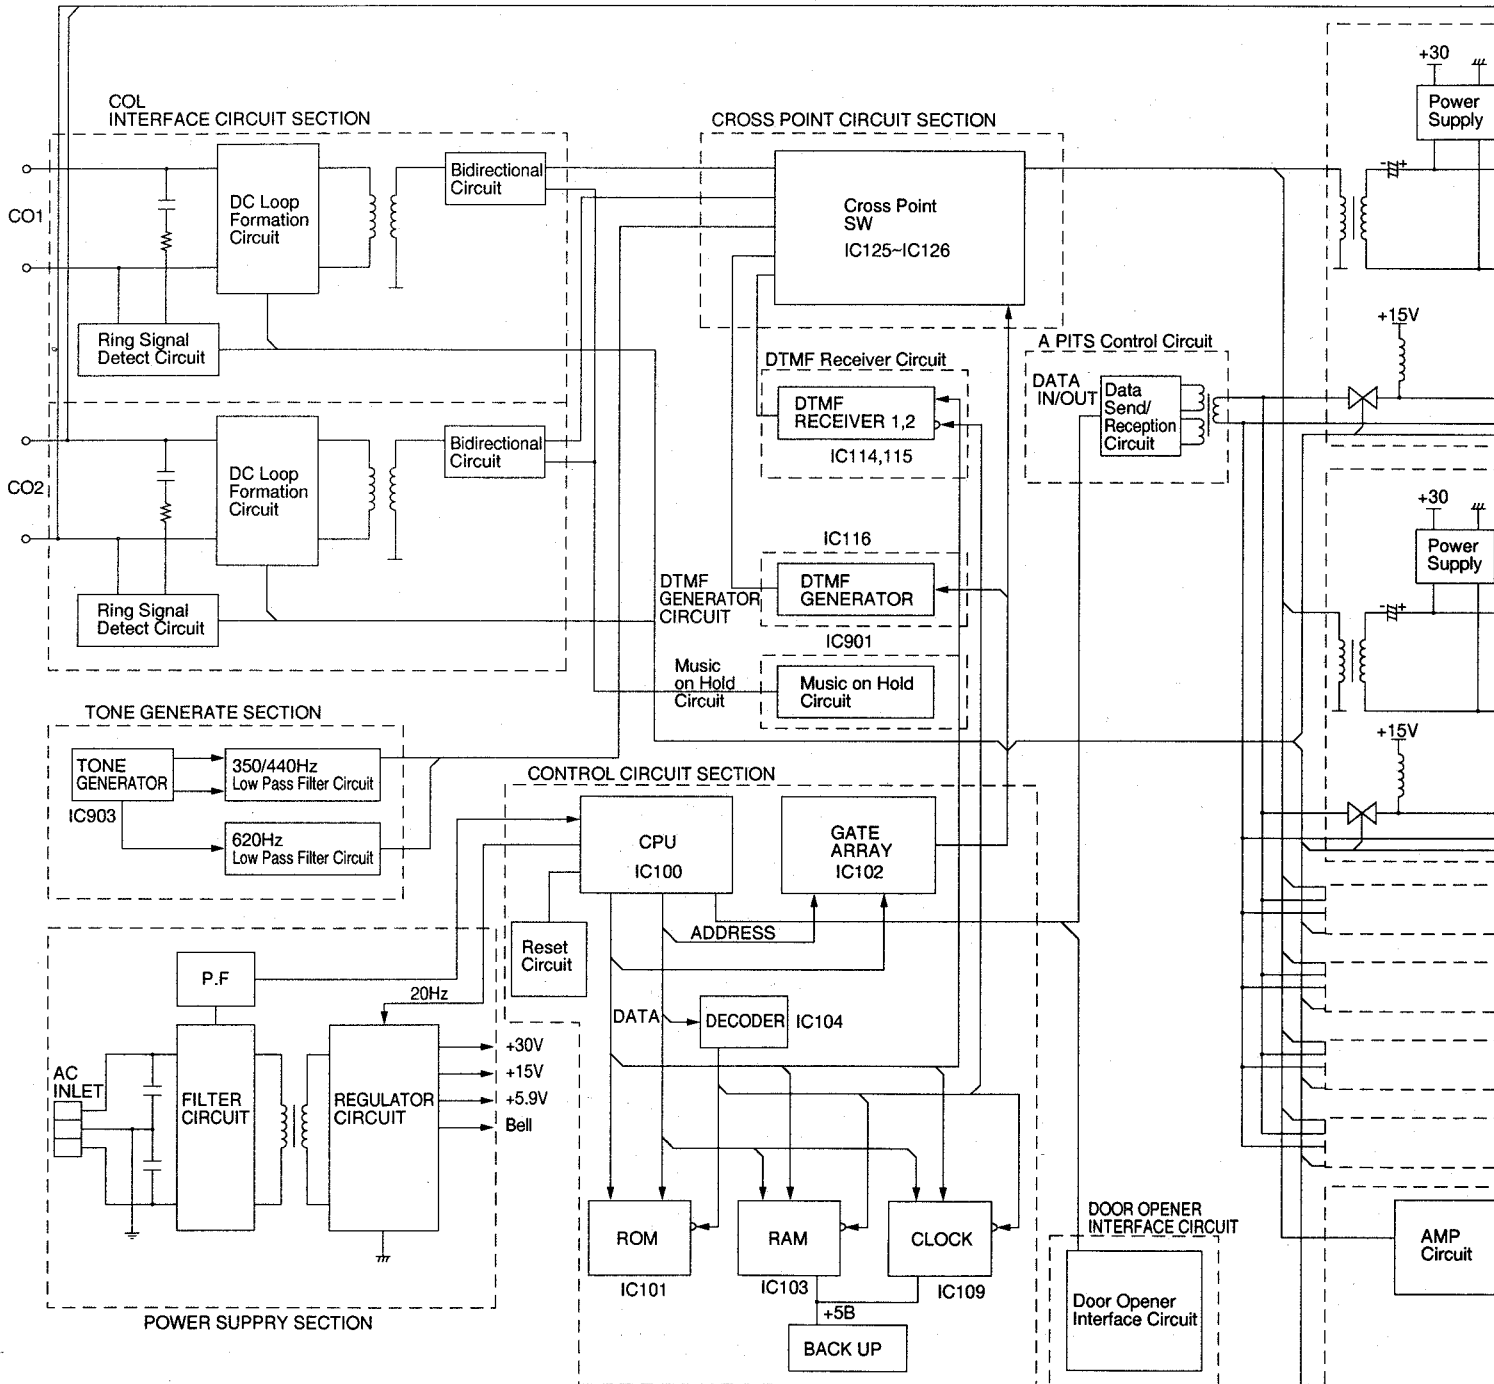 COL
INTERFACE CIRCUIT SECTION
CO1
DC Loop
Formation
Circuit
Bidirectional
Circuit
Ring Signal
Detect Circuit
CO2
DC Loop
Formation
Circuit
Bidirectional
Circuit
Ring Signal
Detect Circuit
CROSS POINT CIRCUIT SECTION
Cross Point
SW
IC125~IC126
DTMF Receiver Circuit
DTMF
RECEIVER 1,2
IC114,115
IC116
DTMF
GENERATOR
CIRCUIT
DTMF
GENERATOR
IC901
Music
on Hold
Circuit
Music on Hold
Circuit
A PITS Control Circuit
DATA
IN/OUT
Data
Send/
Reception
Circuit
+30
Power
Supply
- +
+15V
+30
Power
Supply
- +
+15V
TONE GENERATE SECTION
TONE
GENERATOR
IC903
350/440Hz
Low Pass Filter Circuit
620Hz
Low Pass Filter Circuit
CONTROL CIRCUIT SECTION
CPU
IC100
GATE
ARRAY
IC102
Reset
Circuit
ADDRESS
DATA
DECODER
IC104
P.F
20Hz
AC
INLET
FILTER
CIRCUIT
REGULATOR
CIRCUIT
+30V
+15V
+5.9V
Bell
POWER SUPPRY SECTION
ROM
IC101
RAM
IC103
CLOCK
IC109
+5B
BACK UP
DOOR OPENER
INTERFACE CIRCUIT
Door Opener
Interface Circuit
AMP
Circuit